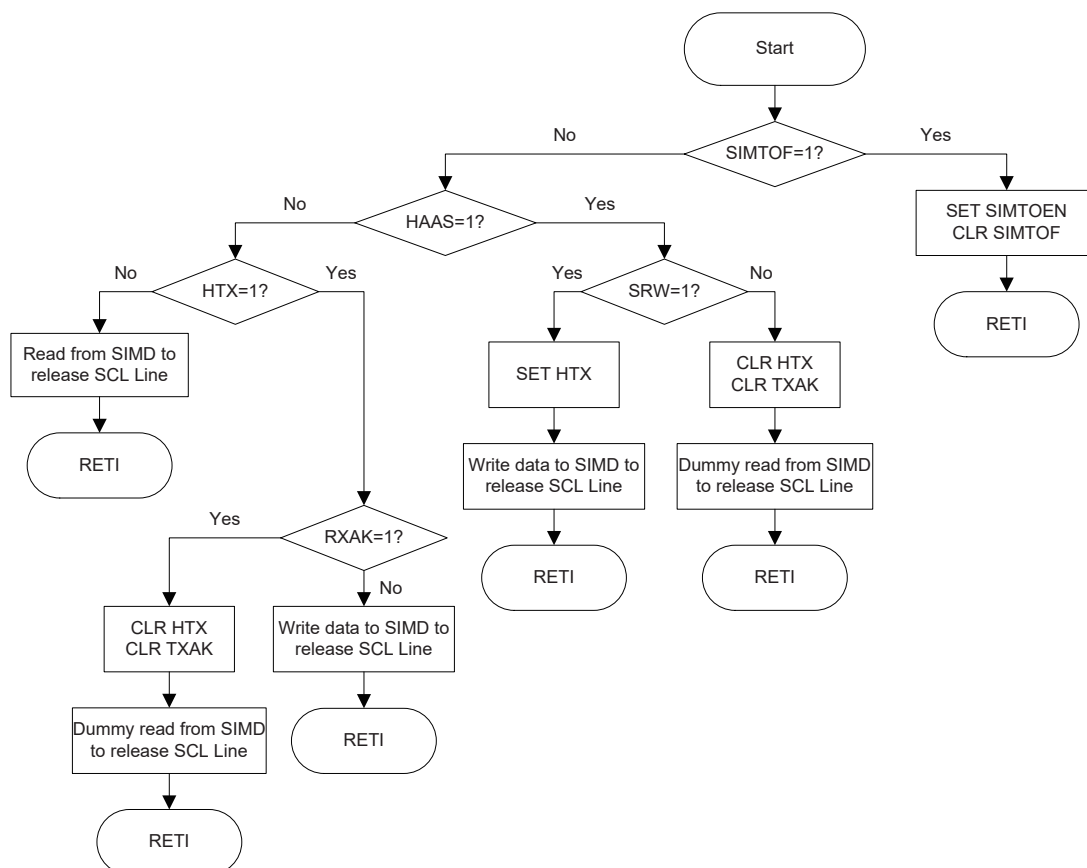 Start
No
Yes
SIMTOF=1?
No
Yes
HAAS=1?
SET SIMTOEN
CLR SIMTOF
No
Yes
Yes
No
HTX=1?
SRW=1?
RETI
Read from SIMD to
release SCL Line
SET HTX
CLR HTX
CLR TXAK
RETI
Write data to SIMD to
release SCL Line
Dummy read from SIMD
to release SCL Line
Yes
RXAK=1?
RETI
RETI
No
CLR HTX
CLR TXAK
Write data to SIMD to
release SCL Line
Dummy read from SIMD
to release SCL Line
RETI
RETI